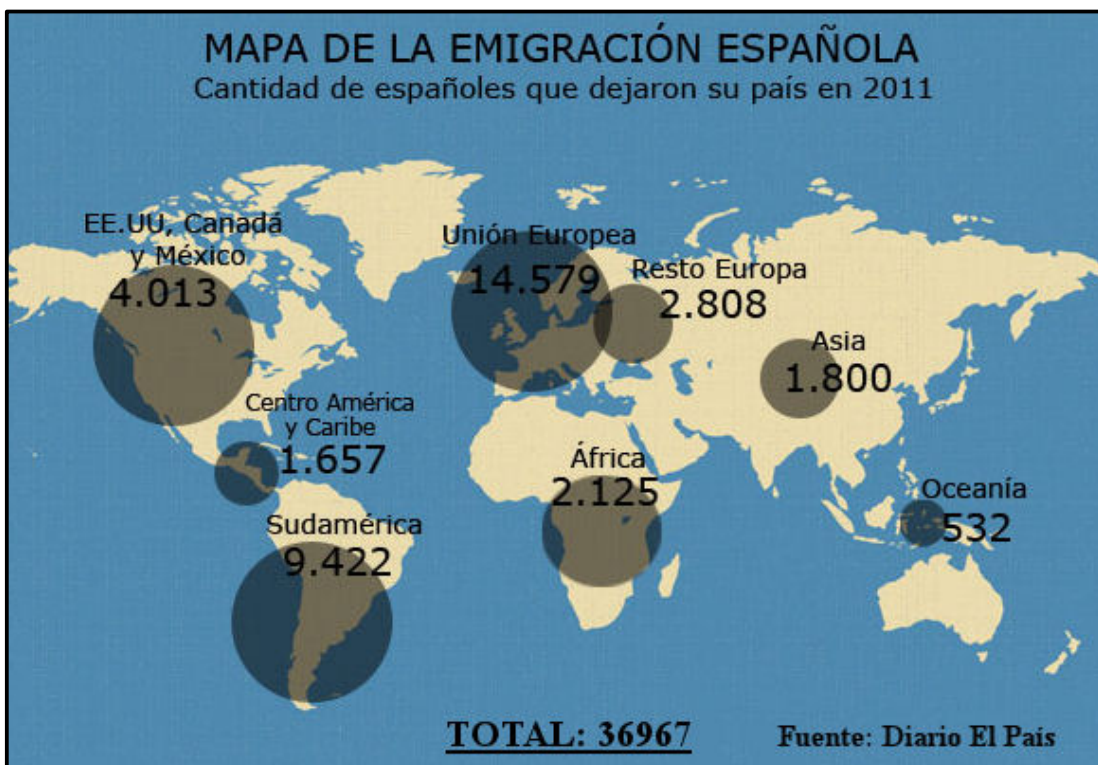 MAPA DE LA EMIGRACIÓN ESPAÑOLA
Cantidad de españoles que dejaron su país en 2011
EE.UU, Canadá
y México
4.013
Unión Europea
14.579
Resto Europa
2.808
Asia
1.800
Centro América
y Caribe
1.657
África
2.125
Oceanía
532
Sudamérica
9.422
TOTAL: 36967
Fuente: Diario El País